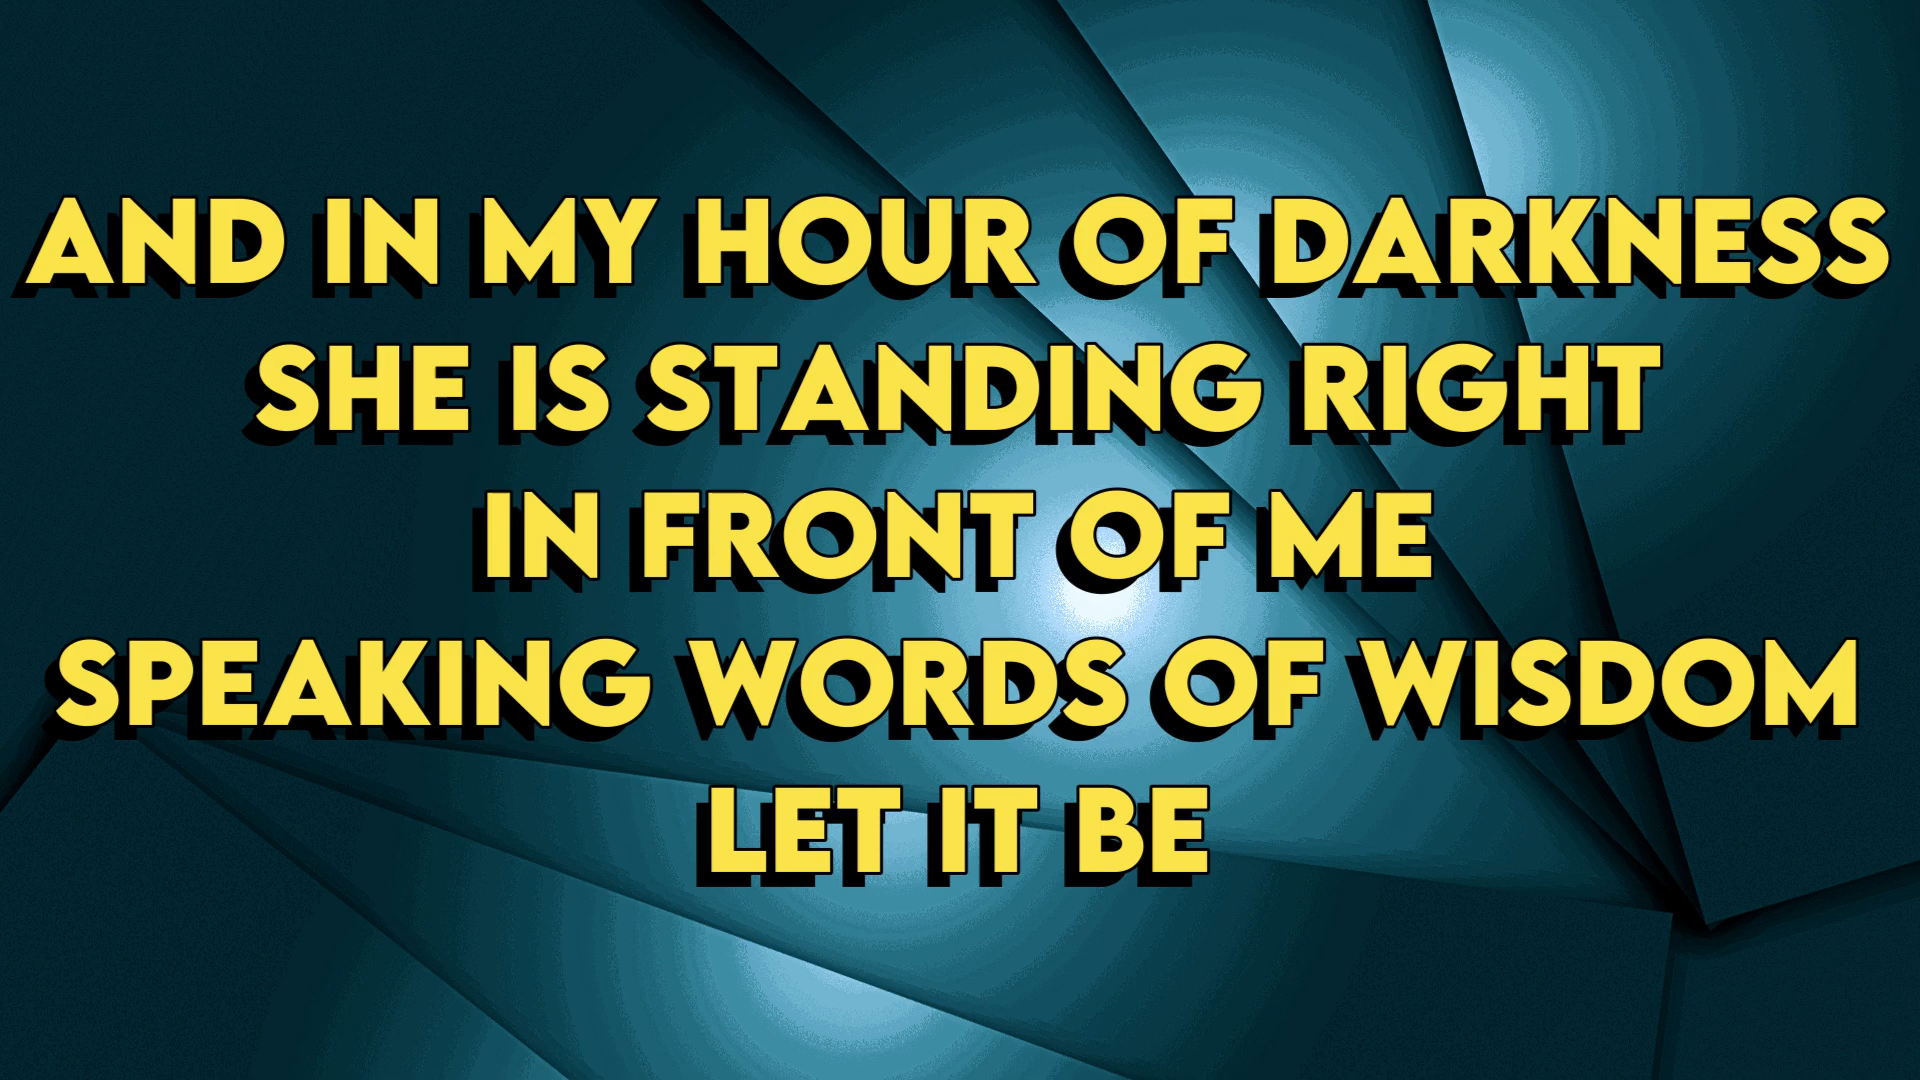 AND IN MY HOUR OF DARKNESS
SHE IS STANDING RIGHT
IN FRONT OF ME
SPEAKING WORDS OF WISDOM
LET IT BE